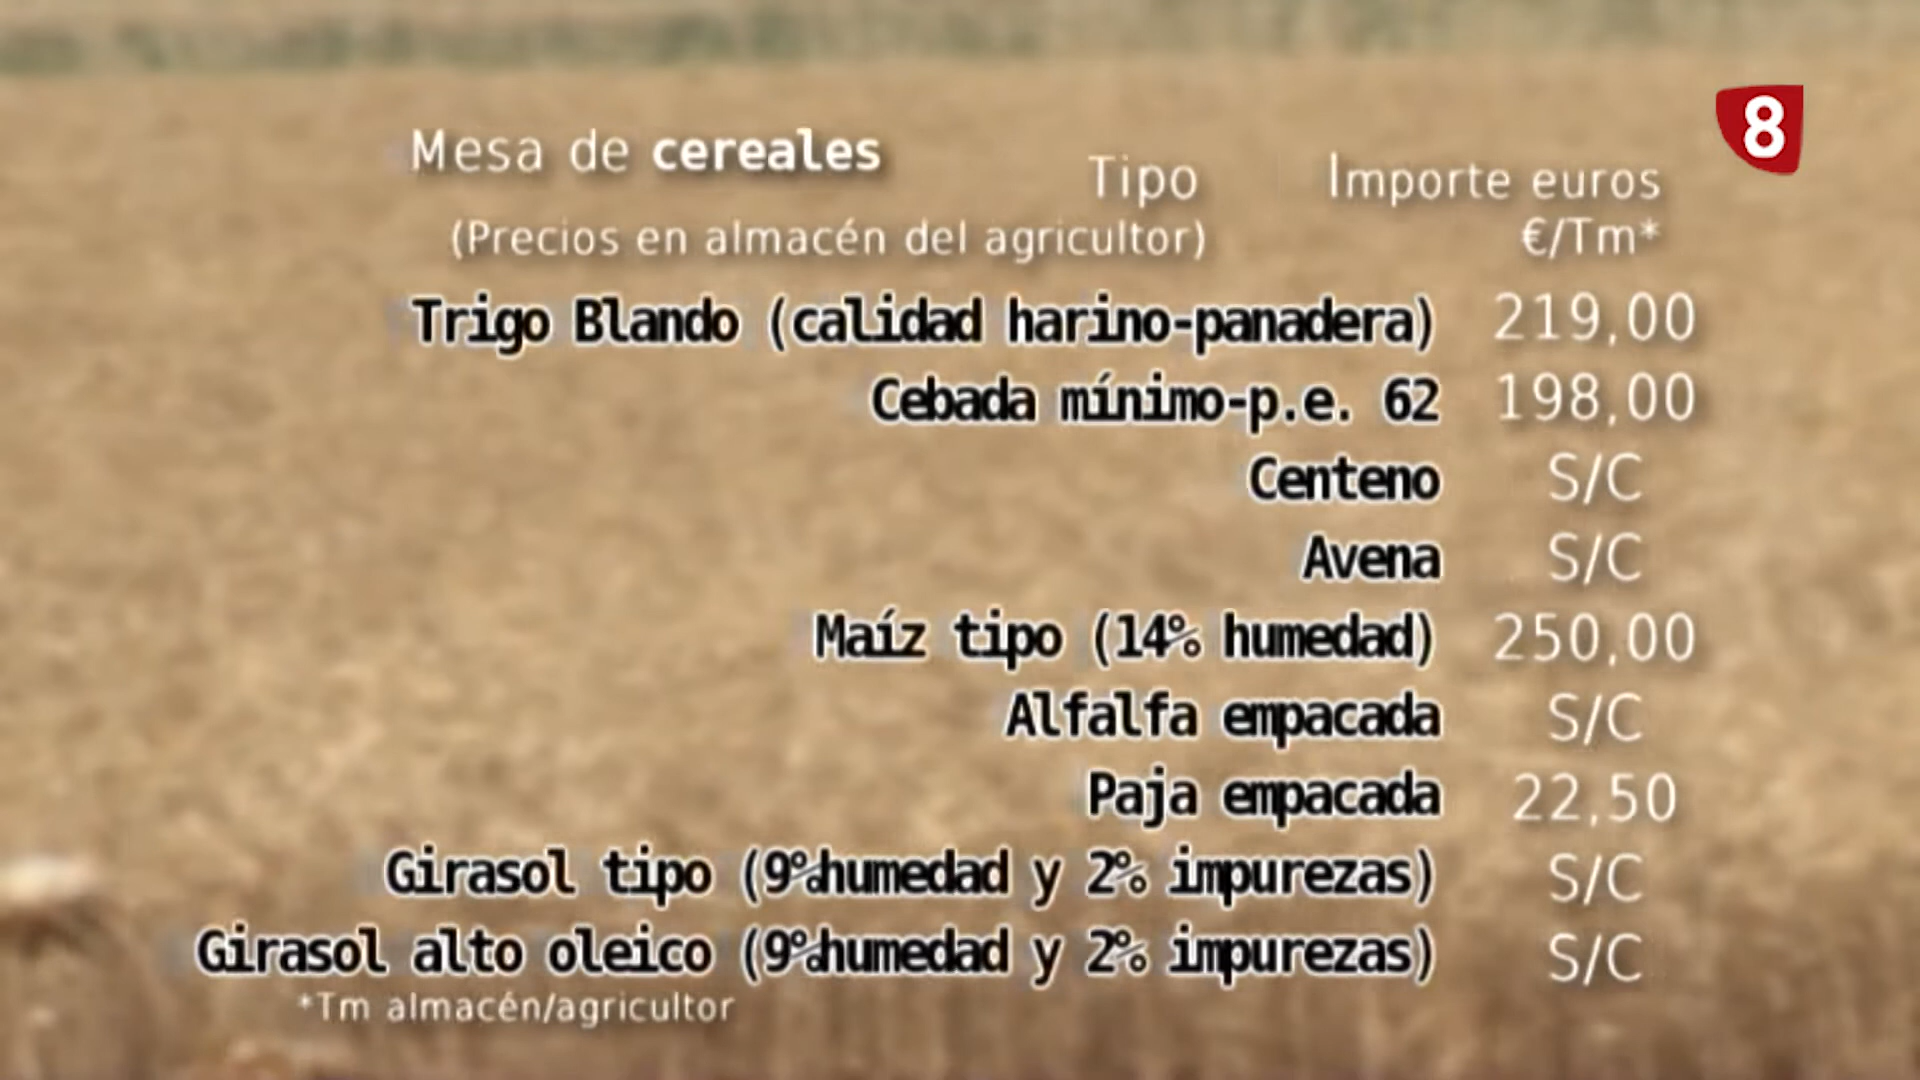 8
Mesa de cereales
Tipo
Importe euros
(Precios en almacén del agricultor)
€/Tm*
Trigo Blando (calidad harino-panadera) 219,00
Cebada mínimo-p.e. 62 198,00
Centeno S/C
Avena S/C
Maíz tipo (14% humedad) 250,00
Alfalfa empacada S/C
Paja empacada 22,50
Girasol tipo (9%humedad y 2% impurezas) S/C
Girasol alto oleico (9%humedad y 2% impurezas) S/C
*Tm almacén/agricultor